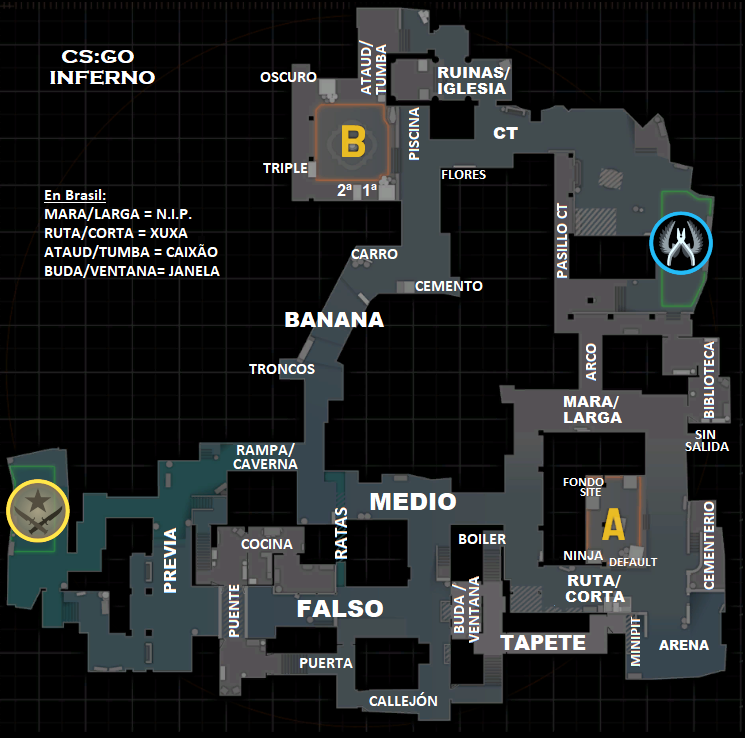 CS:GO
INFERNO
OSCURO
ATAUD/
TUMBA
RUINAS/
IGLESIA
B
PISCINA
CT
TRIPLE
2ª
1ª
FLORES
En Brasil:
MARA/LARGA = N.I.P.
RUTA/CORTA = XUXA
ATAUD/TUMBA = CAIXÃO
BUDA/VENTANA= JANELA
PASILLO CT
CARRO
CEMENTO
BANANA
TRONCOS
ARCO
BIBLIOTECA
MARA/
LARGA
SIN
SALIDA
RAMPA/
CAVERNA
MEDIO
FONDO
SITE
A
RATAS
PREVIA
COCINA
BOILER
NINJA
DEFAULT
CEMENTERIO
RUTA/
CORTA
PUENTE
FALSO
BUDA /
VENTANA
TAPETE
MINIPIT
ARENA
PUERTA
CALLEJÓN